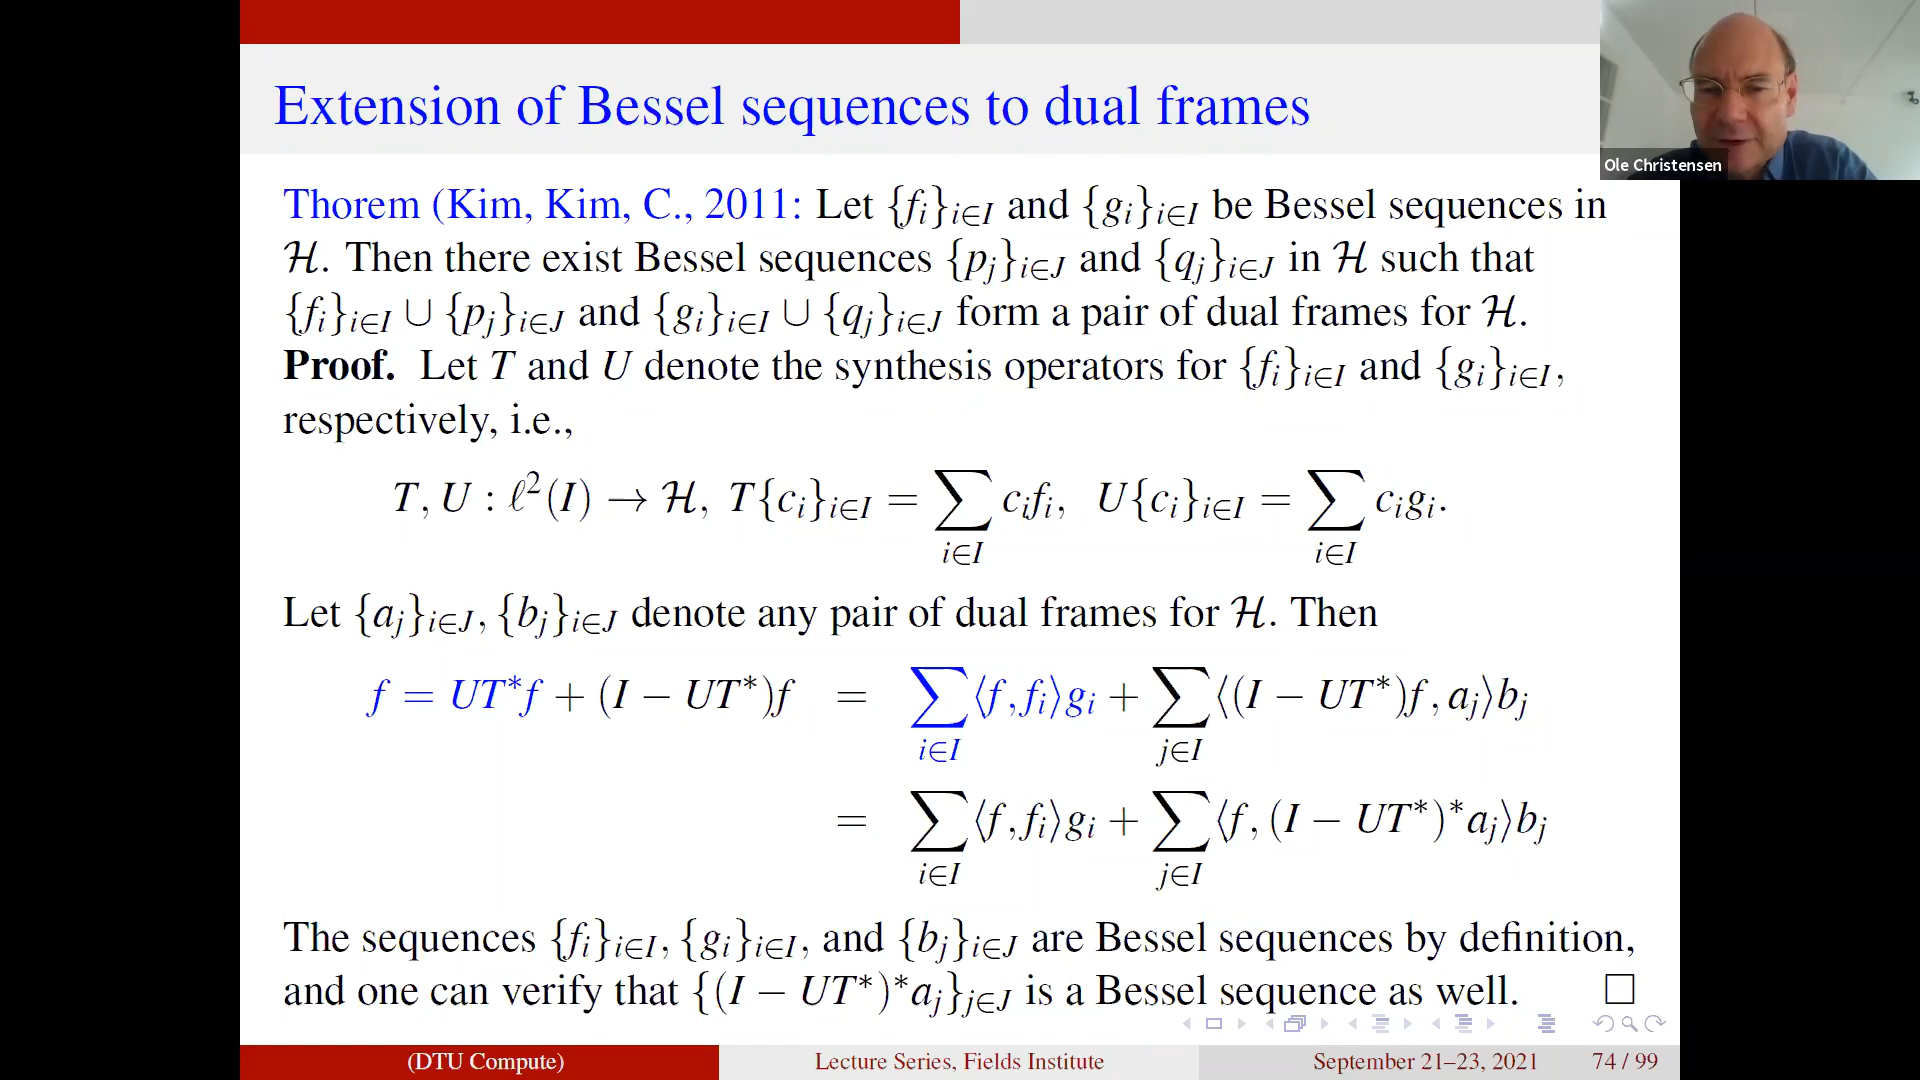 Extension of Bessel sequences to dual frames
Ole Christensen
Thorem (Kim, Kim, C., 2011: Let {f_i}_{i∈I} and {g_i}_{i∈I} be Bessel sequences in
ℋ. Then there exist Bessel sequences {p_j}_{i∈J} and {q_j}_{i∈J} in ℋ such that
{f_i}_{i∈I} ∪ {p_j}_{i∈J} and {g_i}_{i∈I} ∪ {q_j}_{i∈J} form a pair of dual frames for ℋ.
Proof. Let T and U denote the synthesis operators for {f_i}_{i∈I} and {g_i}_{i∈I},
respectively, i.e.,
T, U : ℓ²(I) → ℋ, T{c_i}_{i∈I} = ∑_{i∈I} c_i f_i, U{c_i}_{i∈I} = ∑_{i∈I} c_i g_i.
Let {a_j}_{i∈J}, {b_j}_{i∈J} denote any pair of dual frames for ℋ. Then
f = UT*f + (I − UT*)f = ∑_{i∈I} ⟨f, f_i⟩g_i + ∑_{j∈I} ⟨(I − UT*)f, a_j⟩b_j
= ∑_{i∈I} ⟨f, f_i⟩g_i + ∑_{j∈I} ⟨f, (I − UT*)*a_j⟩b_j
The sequences {f_i}_{i∈I}, {g_i}_{i∈I}, and {b_j}_{i∈J} are Bessel sequences by definition,
and one can verify that {(I − UT*)*a_j}_{j∈J} is a Bessel sequence as well. □
(DTU Compute) Lecture Series, Fields Institute September 21–23, 2021 74 / 99